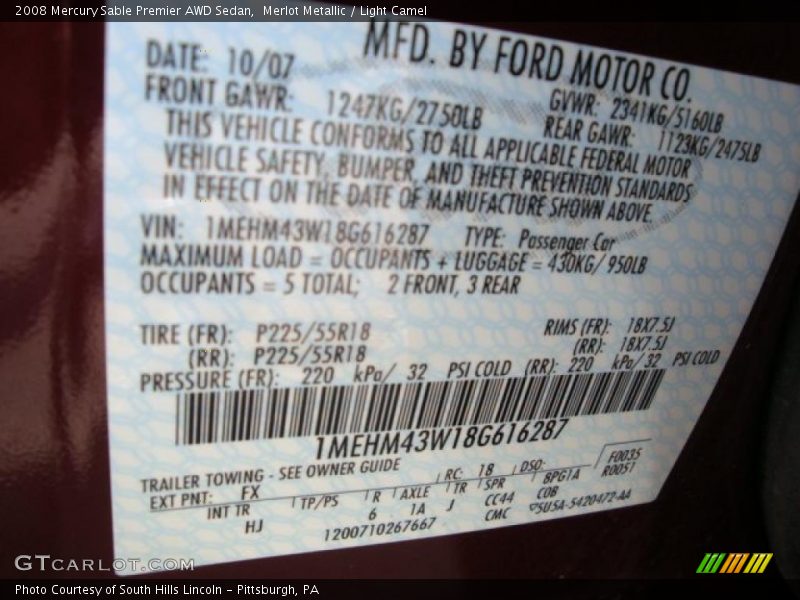 2008 Mercury Sable Premier AWD Sedan, Merlot Metallic / Light Camel
MFD. BY FORD MOTOR CO.
DATE: 10/07 GVWR: 2341KG/5160LB
FRONT GAWR: 1247KG/2750LB REAR GAWR: 1123KG/2475LB
THIS VEHICLE CONFORMS TO ALL APPLICABLE FEDERAL MOTOR
VEHICLE SAFETY, BUMPER, AND THEFT PREVENTION STANDARDS
IN EFFECT ON THE DATE OF MANUFACTURE SHOWN ABOVE.
VIN: 1MEHM43W18G616287 TYPE: Passenger Car
MAXIMUM LOAD = OCCUPANTS + LUGGAGE = 430KG/ 950LB
OCCUPANTS = 5 TOTAL; 2 FRONT, 3 REAR
TIRE (FR): P225/55R18 RIMS (FR): 18X7.5J
(RR): P225/55R18 (RR): 18X7.5J
PRESSURE (FR): 220 kPa/ 32 PSI COLD (RR): 220 kPa/ 32 PSI COLD
1MEHM43W18G616287
TRAILER TOWING - SEE OWNER GUIDE
EXT PNT: FX RC: 18 DSO: F0035
R0051
INT TR TP/PS R AXLE TR SPR 8PG1A
HJ 6 1A J CC44 COB
1200710267667 CMC 5U5A-5420472-AA
GTCARLOT.COM
Photo Courtesy of South Hills Lincoln - Pittsburgh, PA